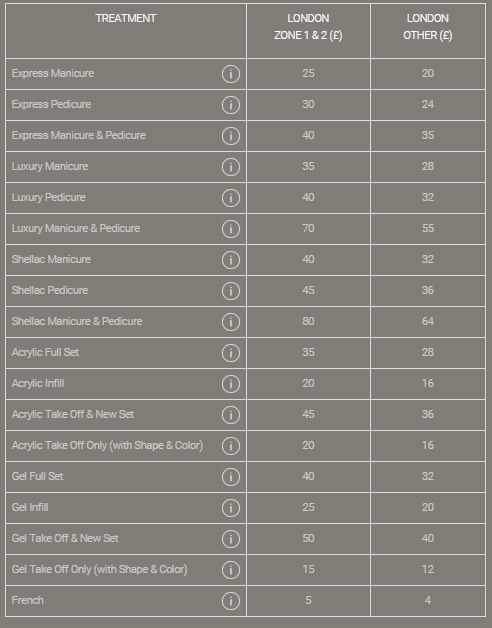 TREATMENT LONDON LONDON
ZONE 1 & 2 (£) OTHER (£)
Express Manicure i 25 20
Express Pedicure i 30 24
Express Manicure & Pedicure i 40 35
Luxury Manicure i 35 28
Luxury Pedicure i 40 32
Luxury Manicure & Pedicure i 70 55
Shellac Manicure i 40 32
Shellac Pedicure i 45 36
Shellac Manicure & Pedicure i 80 64
Acrylic Full Set i 35 28
Acrylic Infill i 20 16
Acrylic Take Off & New Set i 45 36
Acrylic Take Off Only (with Shape & Color) i 20 16
Gel Full Set i 40 32
Gel Infill i 25 20
Gel Take Off & New Set i 50 40
Gel Take Off Only (with Shape & Color) i 15 12
French i 5 4